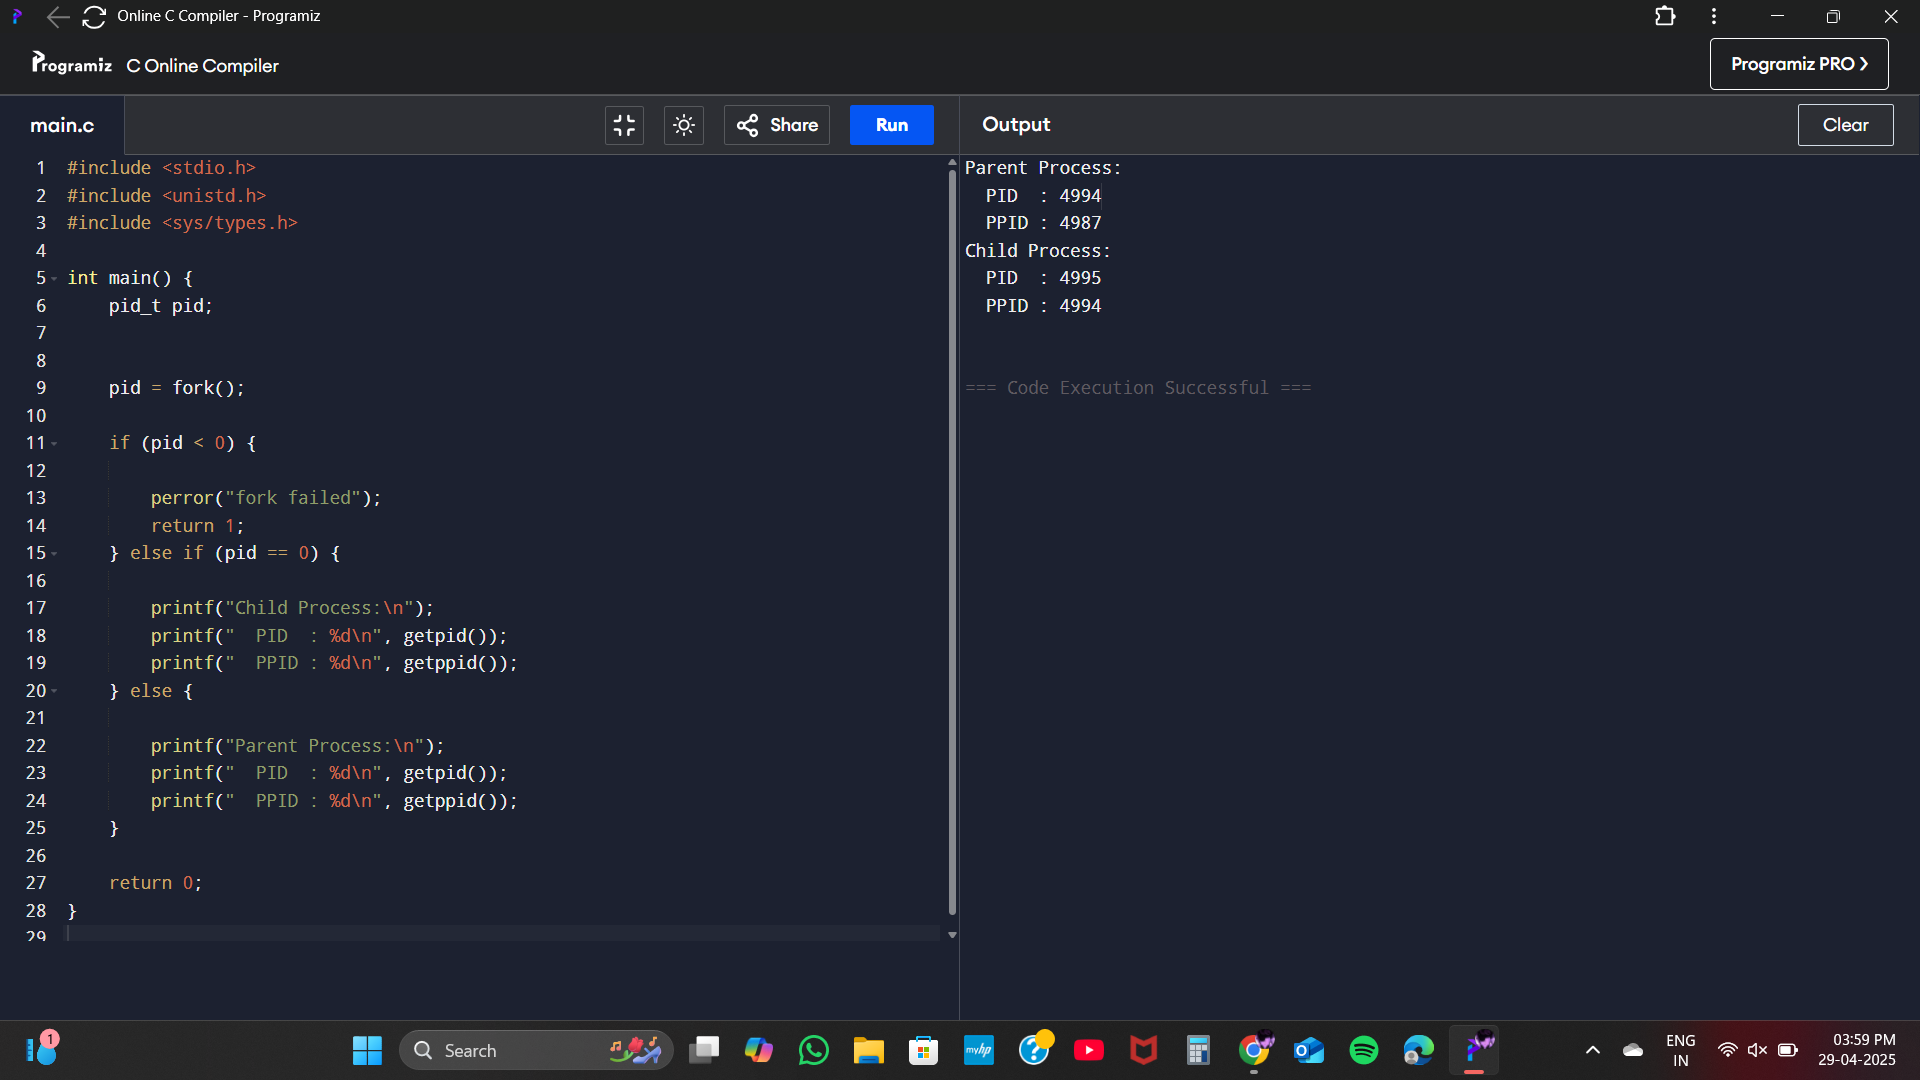 Online C Compiler - Programiz
Programiz C Online Compiler
Programiz PRO ❯
main.c
Share
Run
Output
Clear
1 #include <stdio.h>
2 #include <unistd.h>
3 #include <sys/types.h>
4
5 int main() {
6     pid_t pid;
7
8
9     pid = fork();
10
11     if (pid < 0) {
12
13         perror("fork failed");
14         return 1;
15     } else if (pid == 0) {
16
17         printf("Child Process:\n");
18         printf("  PID  : %d\n", getpid());
19         printf("  PPID : %d\n", getppid());
20     } else {
21
22         printf("Parent Process:\n");
23         printf("  PID  : %d\n", getpid());
24         printf("  PPID : %d\n", getppid());
25     }
26
27     return 0;
28 }
29
Parent Process:
  PID  : 4994
  PPID : 4987
Child Process:
  PID  : 4995
  PPID : 4994
=== Code Execution Successful ===
1
Search
myhp
ENG
IN
03:59 PM
29-04-2025